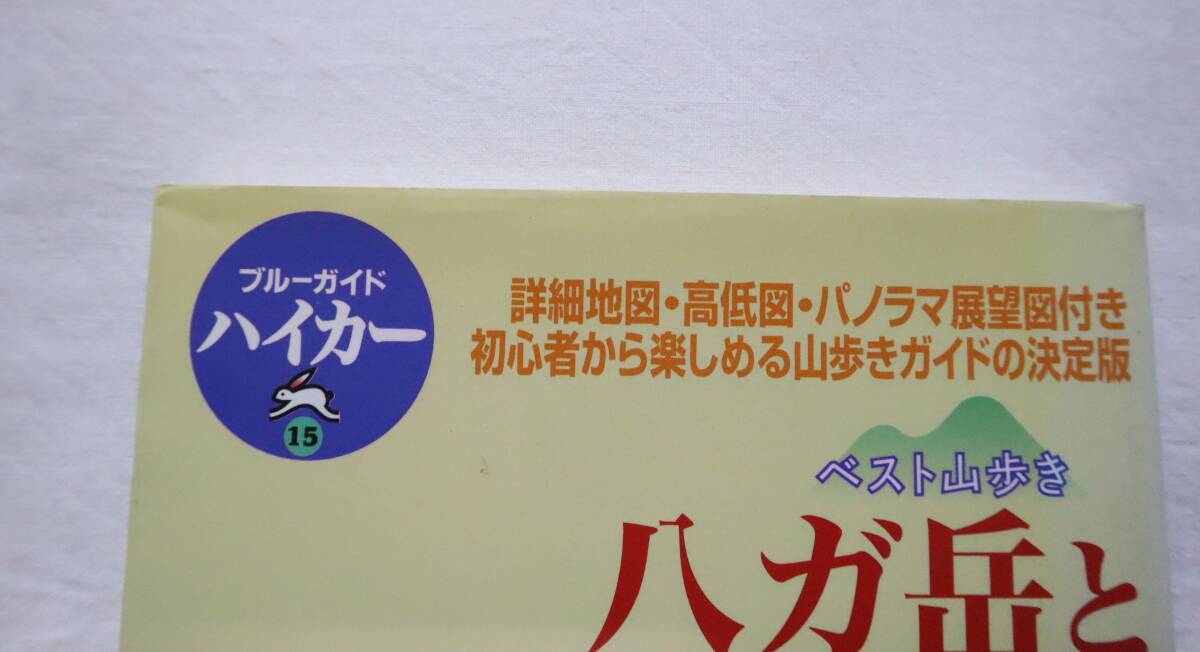 ブルーガイド
ハイカー
15
詳細地図・高低図・パノラマ展望図付き
初心者から楽しめる山歩きガイドの決定版
ベスト山歩き
八ガ岳と